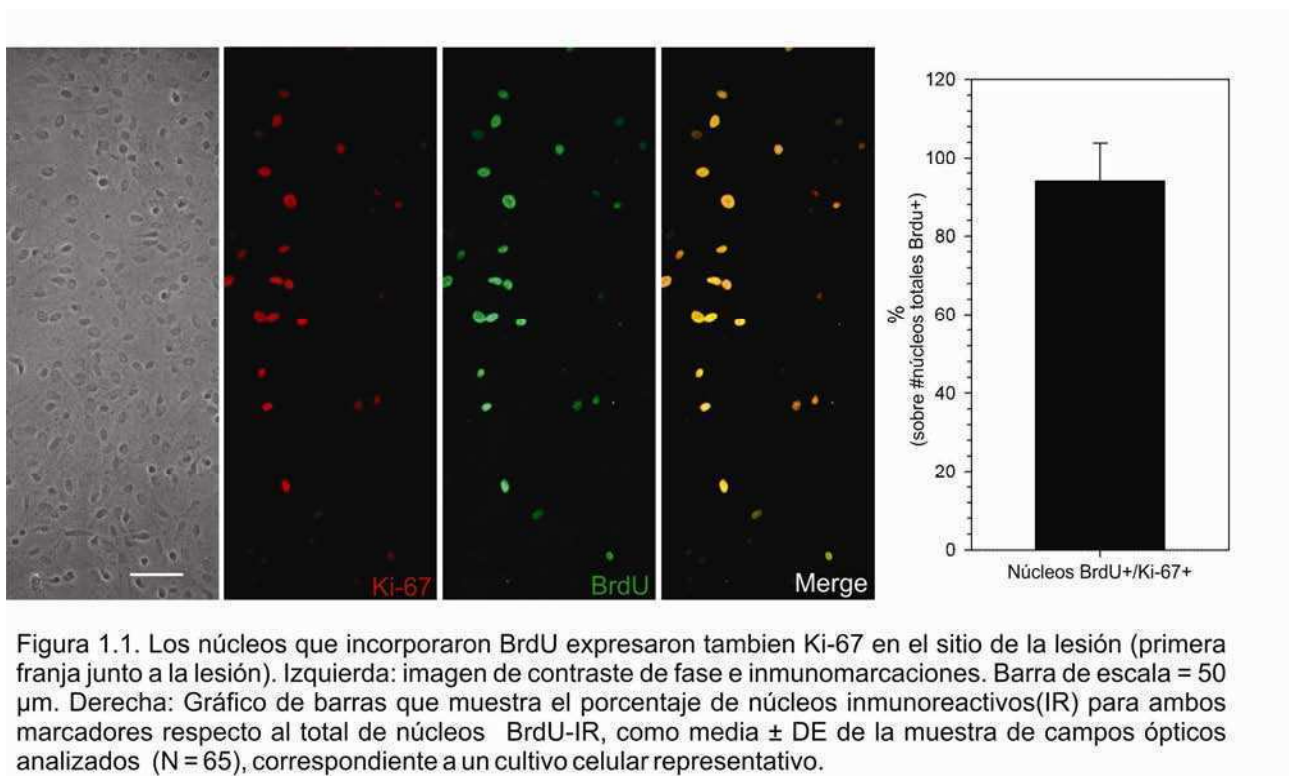 Ki-67
BrdU
Merge
120
100
80
60
40
20
0
%
(sobre #núcleos totales Brdu+)
Núcleos BrdU+/Ki-67+
Figura 1.1. Los núcleos que incorporaron BrdU expresaron tambien Ki-67 en el sitio de la lesión (primera
franja junto a la lesión). Izquierda: imagen de contraste de fase e inmunomarcaciones. Barra de escala = 50
µm. Derecha: Gráfico de barras que muestra el porcentaje de núcleos inmunoreactivos(IR) para ambos
marcadores respecto al total de núcleos BrdU-IR, como media ± DE de la muestra de campos ópticos
analizados (N = 65), correspondiente a un cultivo celular representativo.